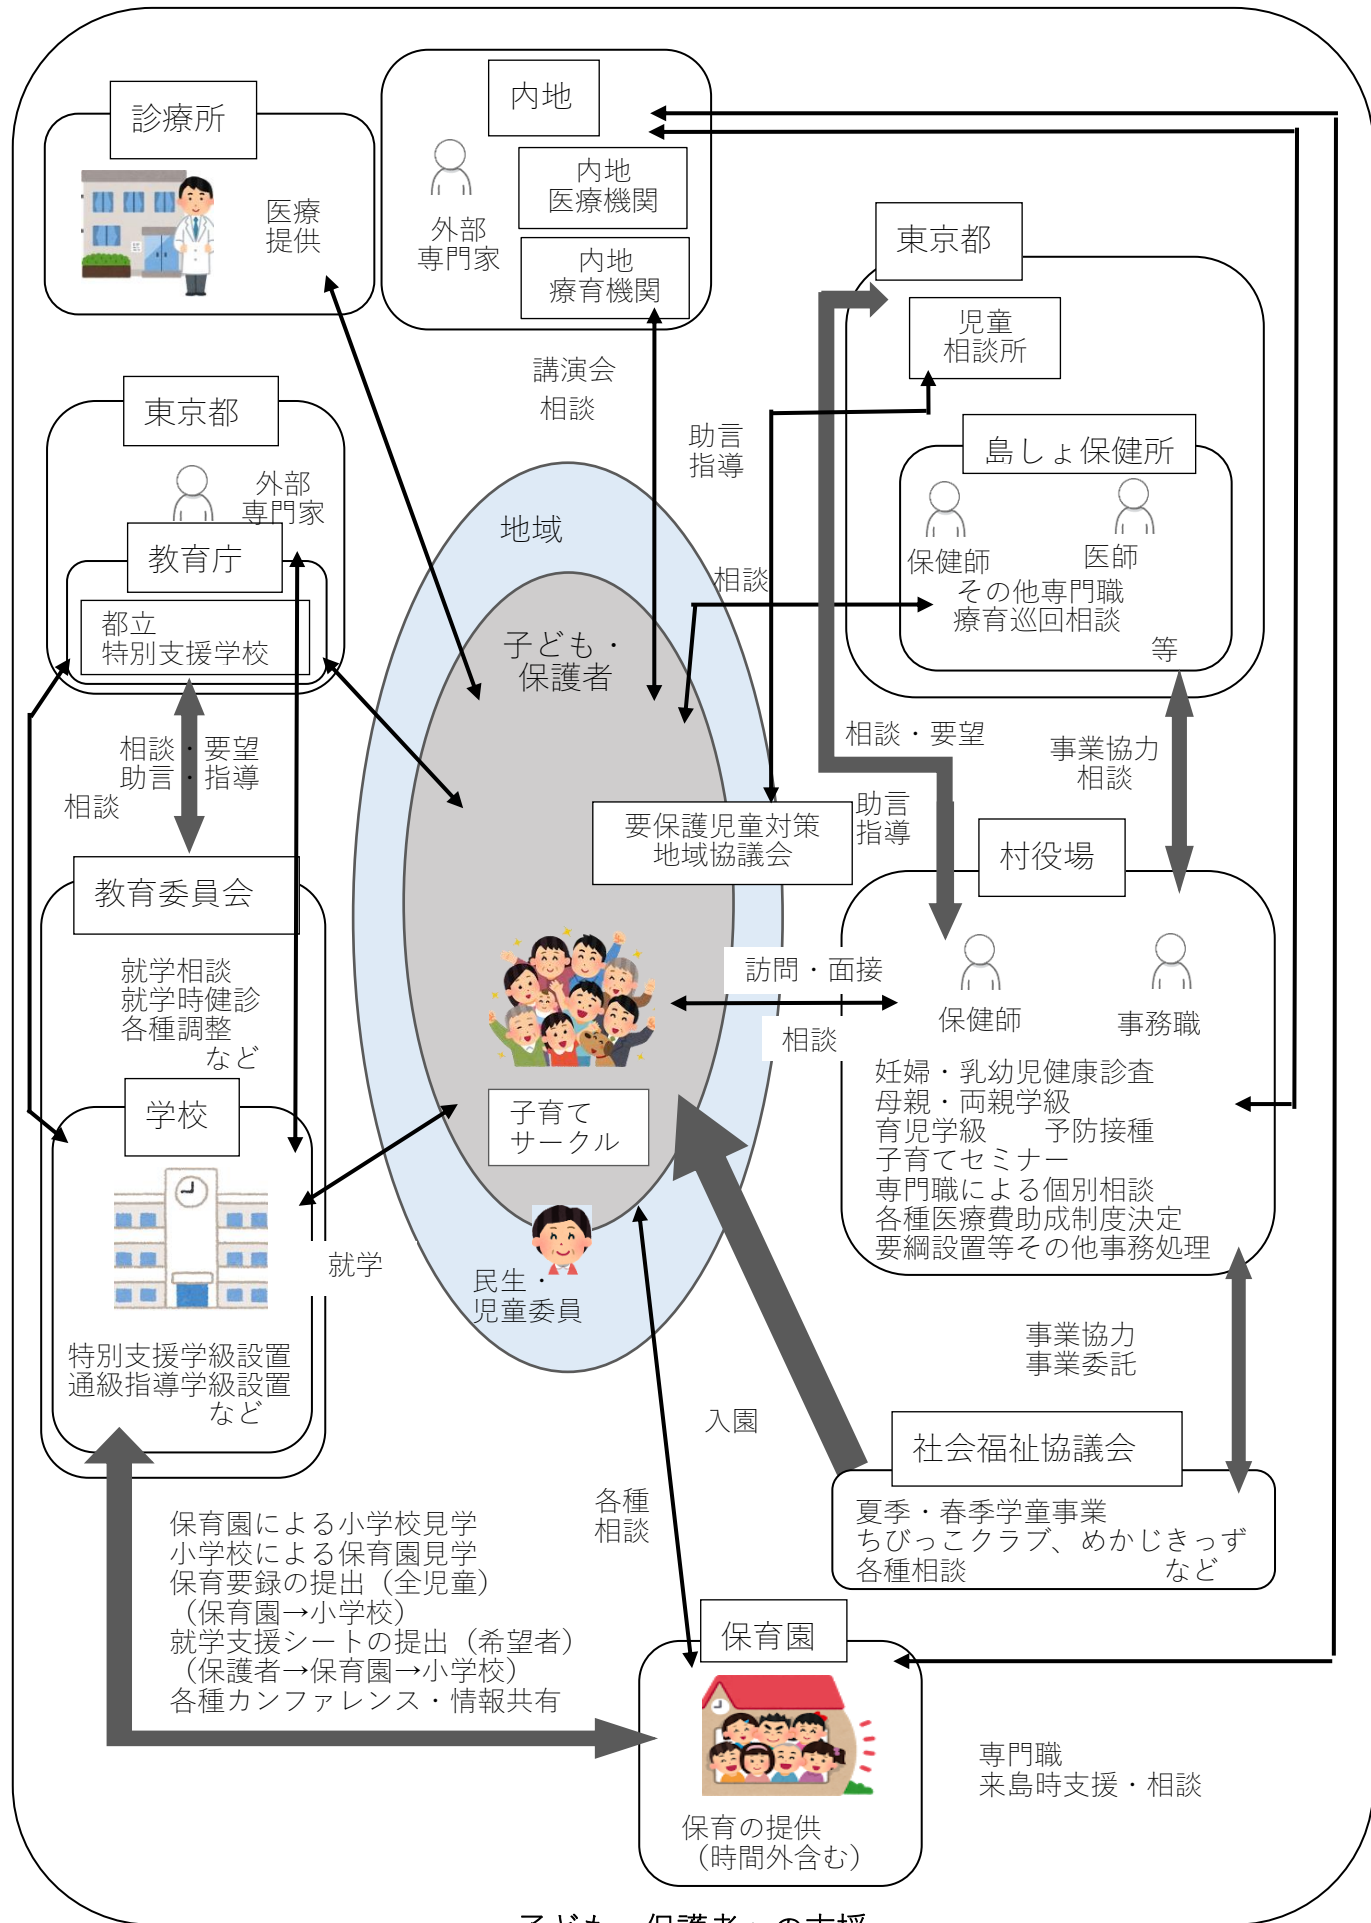 診療所
医療
提供
内地
外部
専門家
内地
医療機関
内地
療育機関
東京都
児童
相談所
島しょ保健所
保健師
医師
その他専門職
療育巡回相談
等
講演会
相談
助言
指導
相談
東京都
外部
専門家
教育庁
都立
特別支援学校
地域
子ども・
保護者
相談・要望
助言・指導
相談
相談・要望
事業協力
相談
要保護児童対策
地域協議会
助言
指導
教育委員会
就学相談
就学時健診
各種調整
など
村役場
保健師
事務職
訪問・面接
相談
妊婦・乳幼児健康診査
母親・両親学級
育児学級　　予防接種
子育てセミナー
専門職による個別相談
各種医療費助成制度決定
要綱設置等その他事務処理
学校
子育て
サークル
就学
民生・
児童委員
特別支援学級設置
通級指導学級設置
など
事業協力
事業委託
入園
各種
相談
社会福祉協議会
夏季・春季学童事業
ちびっこクラブ、めかじきっず
各種相談　　など
保育園による小学校見学
小学校による保育園見学
保育要録の提出（全児童）
（保育園→小学校）
就学支援シートの提出（希望者）
（保護者→保育園→小学校）
各種カンファレンス・情報共有
保育園
保育の提供
（時間外含む）
専門職
来島時支援・相談